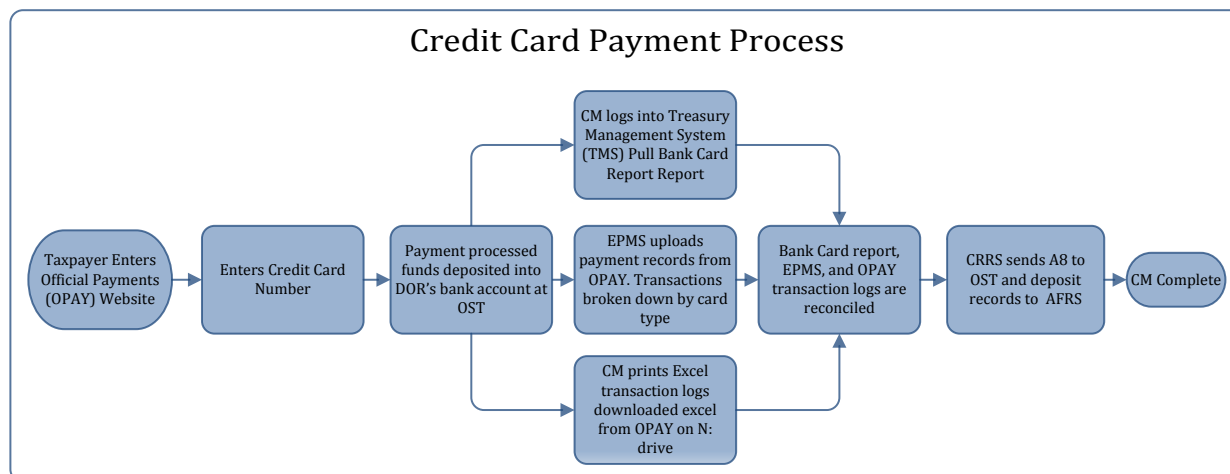 Credit Card Payment Process
Taxpayer Enters
Official Payments
(OPAY) Website
Enters Credit Card
Number
Payment processed
funds deposited into
DOR's bank account at
OST
CM logs into Treasury
Management System
(TMS) Pull Bank Card
Report Report
EPMS uploads
payment records from
OPAY. Transactions
broken down by card
type
CM prints Excel
transaction logs
downloaded excel
from OPAY on N:
drive
Bank Card report,
EPMS, and OPAY
transaction logs are
reconciled
CRRS sends A8 to
OST and deposit
records to AFRS
CM Complete